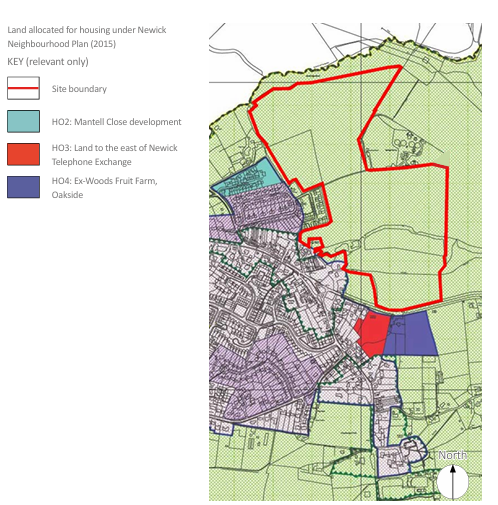 Land allocated for housing under Newick
Neighbourhood Plan (2015)
KEY (relevant only)
Site boundary
HO2: Mantell Close development
HO3: Land to the east of Newick
Telephone Exchange
HO4: Ex-Woods Fruit Farm,
Oakside
North